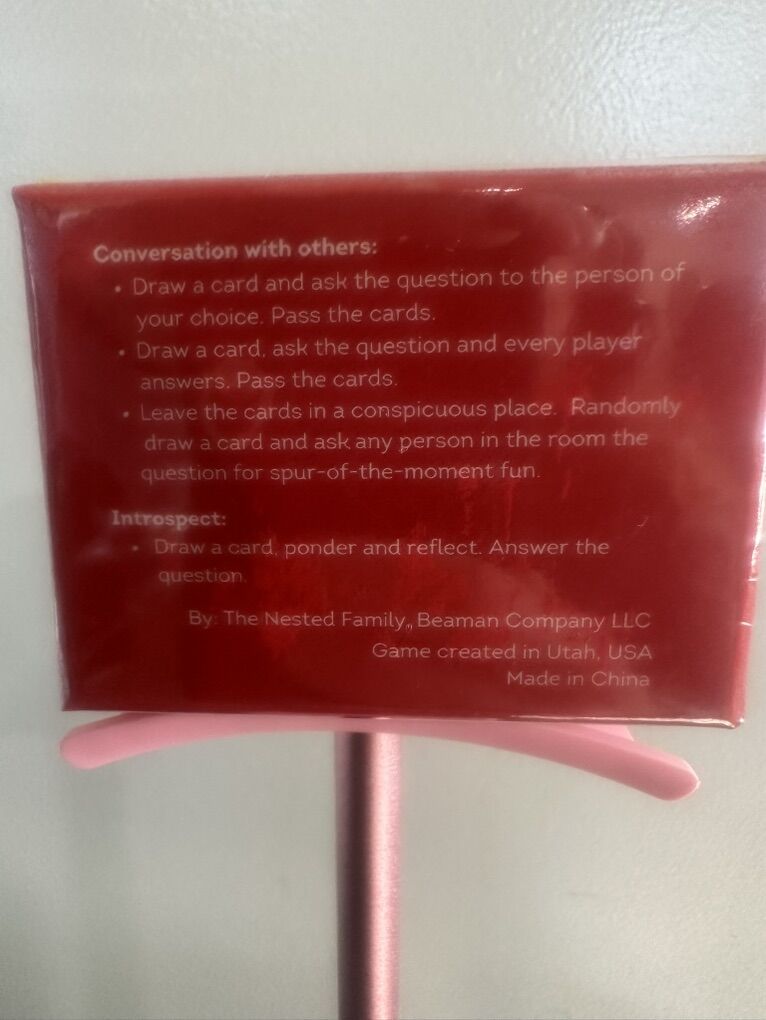 Conversation with others:
• Draw a card and ask the question to the person of
your choice. Pass the cards.
• Draw a card, ask the question and every player
answers. Pass the cards.
• Leave the cards in a conspicuous place. Randomly
draw a card and ask any person in the room the
question for spur-of-the-moment fun.
Introspect:
• Draw a card, ponder and reflect. Answer the
question.
By: The Nested Family, Beaman Company LLC
Game created in Utah, USA
Made in China